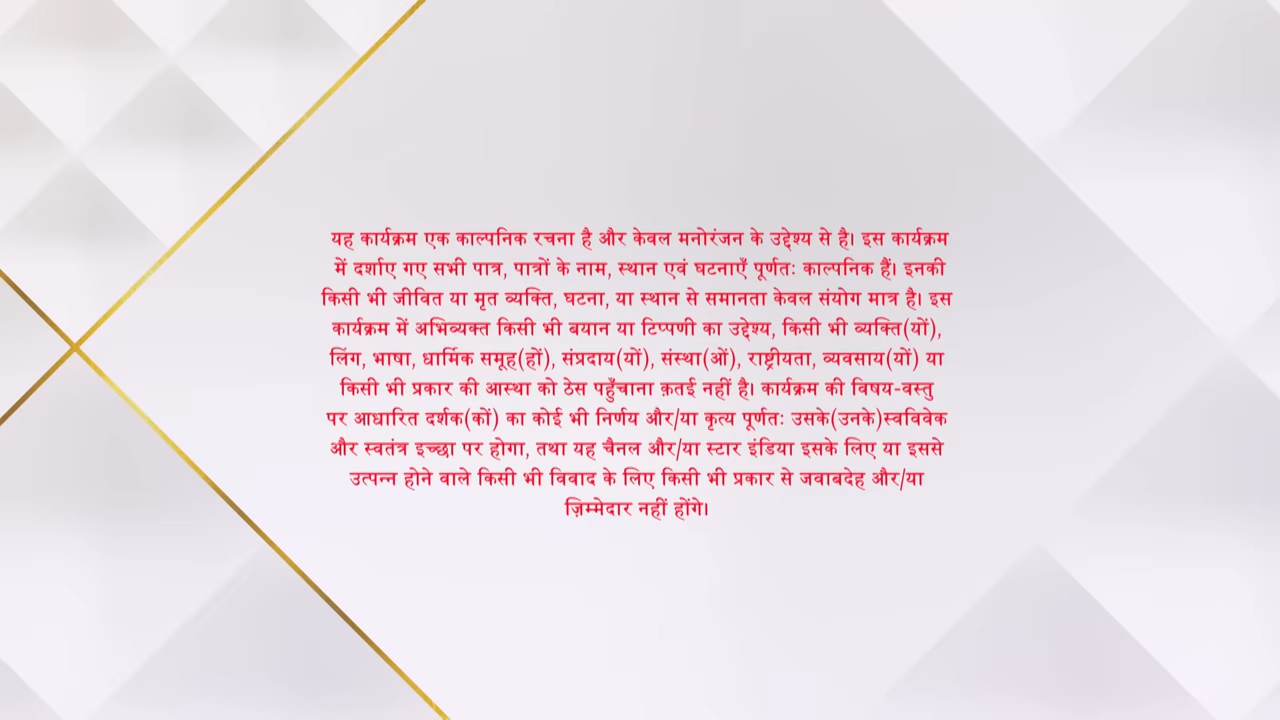 यह कार्यक्रम एक काल्पनिक रचना है और केवल मनोरंजन के उद्देश्य से है। इस कार्यक्रम
में दर्शाए गए सभी पात्र, पात्रों के नाम, स्थान एवं घटनाएँ पूर्णतः काल्पनिक हैं। इनकी
किसी भी जीवित या मृत व्यक्ति, घटना, या स्थान से समानता केवल संयोग मात्र है। इस
कार्यक्रम में अभिव्यक्त किसी भी बयान या टिप्पणी का उद्देश्य, किसी भी व्यक्ति(यों),
लिंग, भाषा, धार्मिक समूह(हों), संप्रदाय(यों), संस्था(ओं), राष्ट्रीयता, व्यवसाय(यों) या
किसी भी प्रकार की आस्था को ठेस पहुँचाना क़तई नहीं है। कार्यक्रम की विषय-वस्तु
पर आधारित दर्शक(कों) का कोई भी निर्णय और/या कृत्य पूर्णतः उसके(उनके)स्वविवेक
और स्वतंत्र इच्छा पर होगा, तथा यह चैनल और/या स्टार इंडिया इसके लिए या इससे
उत्पन्न होने वाले किसी भी विवाद के लिए किसी भी प्रकार से जवाबदेह और/या
ज़िम्मेदार नहीं होंगे।